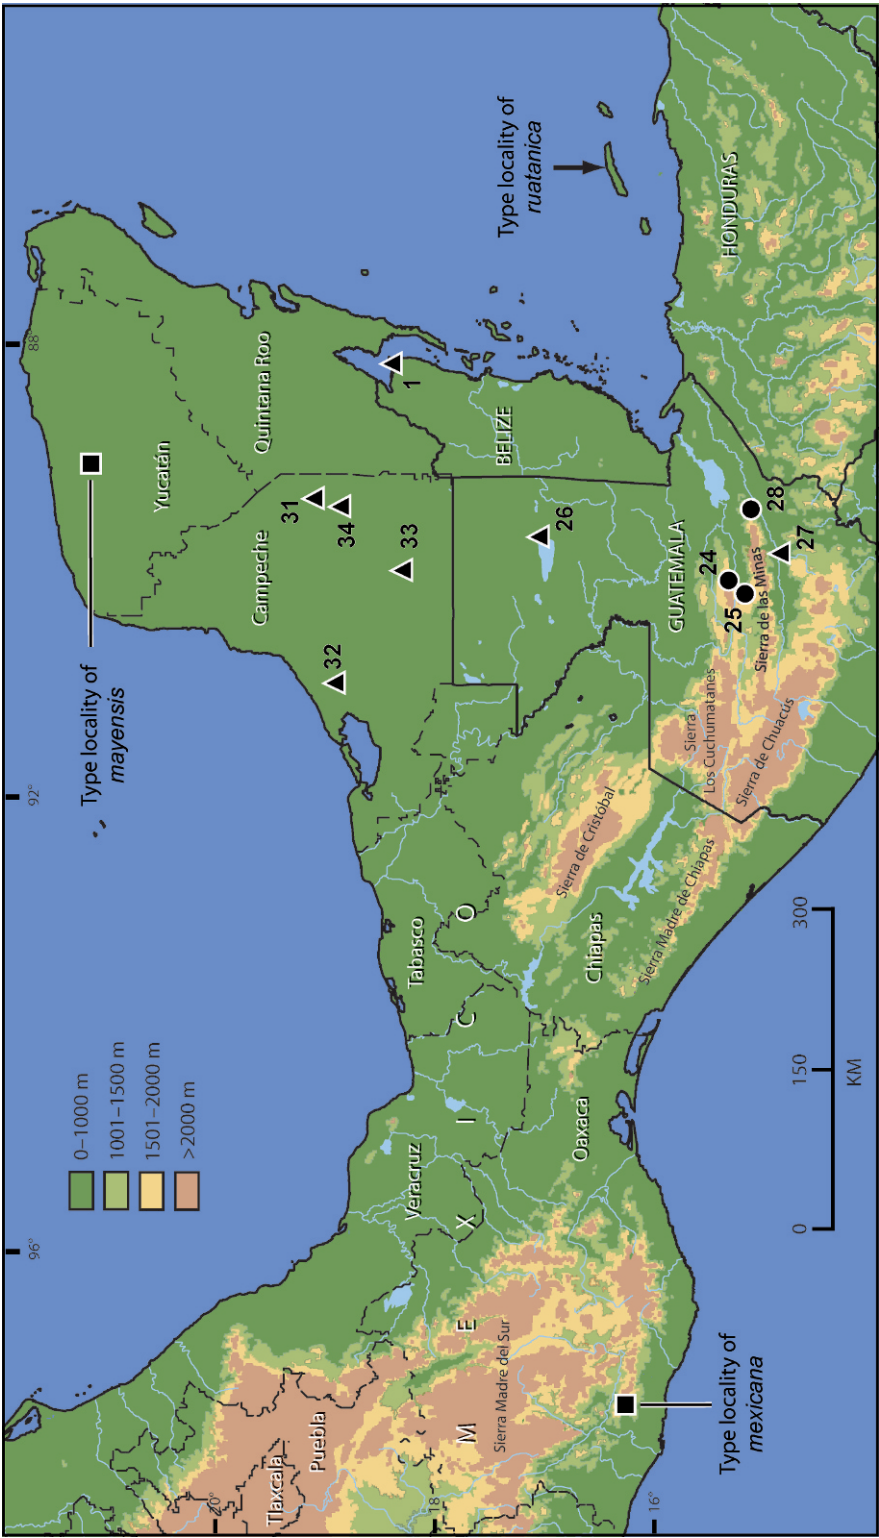 88°
92°
96°
20°
18°
16°
Type locality of
mayensis
Type locality of
ruatanica
Type locality of
mexicana
0–1000 m
1001–1500 m
1501–2000 m
>2000 m
Yucatán
Quintana Roo
Campeche
BELIZE
GUATEMALA
HONDURAS
Tabasco
Chiapas
Veracruz
Oaxaca
Puebla
Tlaxcala
M E X I C O
Sierra Madre del Sur
Sierra de Cristóbal
Sierra Madre de Chiapas
Sierra
Los Cuchumatanes
Sierra de Chuacús
Sierra de las Minas
1
31
34
33
32
26
24
25
28
27
0
150
300
KM